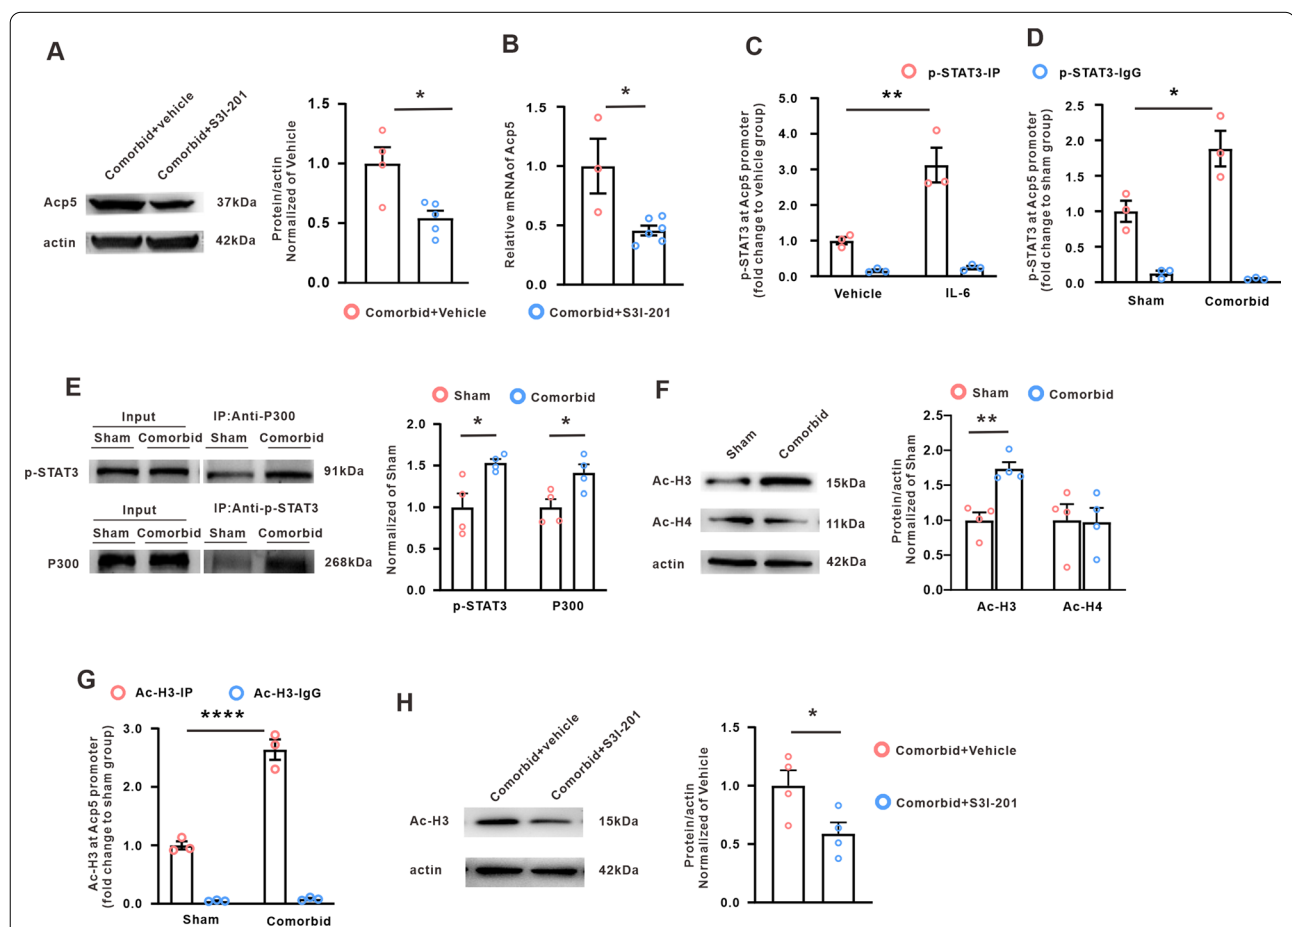 A
Comorbid+vehicle
Comorbid+S3I-201
Acp5
37kDa
actin
42kDa
Protein/actin
Normalized of Vehicle
1.5
1.0
0.5
0.0
*
B
Relative mRNA of Acp5
1.5
1.0
0.5
0.0
*
Comorbid+Vehicle
Comorbid+S3I-201
C
p-STAT3-IP
p-STAT3-IgG
p-STAT3 at Acp5 promoter
(fold change to vehicle group)
5.0
4.0
3.0
2.0
1.0
0.0
**
Vehicle
IL-6
D
p-STAT3 at Acp5 promoter
(fold change to sham group)
2.5
2.0
1.5
1.0
0.5
0.0
*
Sham
Comorbid
E
Input
IP:Anti-P300
Sham
Comorbid
Sham
Comorbid
p-STAT3
91kDa
Input
IP:Anti-p-STAT3
Sham
Comorbid
Sham
Comorbid
P300
268kDa
Sham
Comorbid
Normalized of Sham
2.0
1.5
1.0
0.5
0.0
*
*
p-STAT3
P300
F
Sham
Comorbid
Ac-H3
15kDa
Ac-H4
11kDa
actin
42kDa
Sham
Comorbid
Protein/actin
Normalized of Sham
2.5
2.0
1.5
1.0
0.5
0.0
**
Ac-H3
Ac-H4
G
Ac-H3-IP
Ac-H3-IgG
Ac-H3 at Acp5 promoter
(fold change to sham group)
3.0
2.0
1.0
0.0
****
Sham
Comorbid
H
Comorbid+vehicle
Comorbid+S3I-201
Ac-H3
15kDa
actin
42kDa
Protein/actin
Normalized of Vehicle
1.5
1.0
0.5
0.0
*
Comorbid+Vehicle
Comorbid+S3I-201